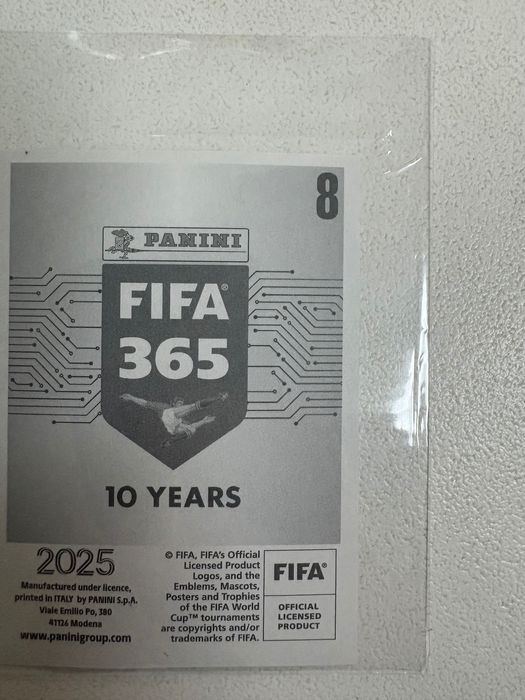 8
PANINI
FIFA®
365
10 YEARS
2025
Manufactured under licence,
printed in ITALY by PANINI S.p.A.
Viale Emilio Po, 380
41126 Modena
www.paninigroup.com
© FIFA, FIFA's Official
Licensed Product
Logos, and the
Emblems, Mascots,
Posters and Trophies
of the FIFA World
Cup™ tournaments
are copyrights and/or
trademarks of FIFA.
FIFA®
OFFICIAL
LICENSED
PRODUCT